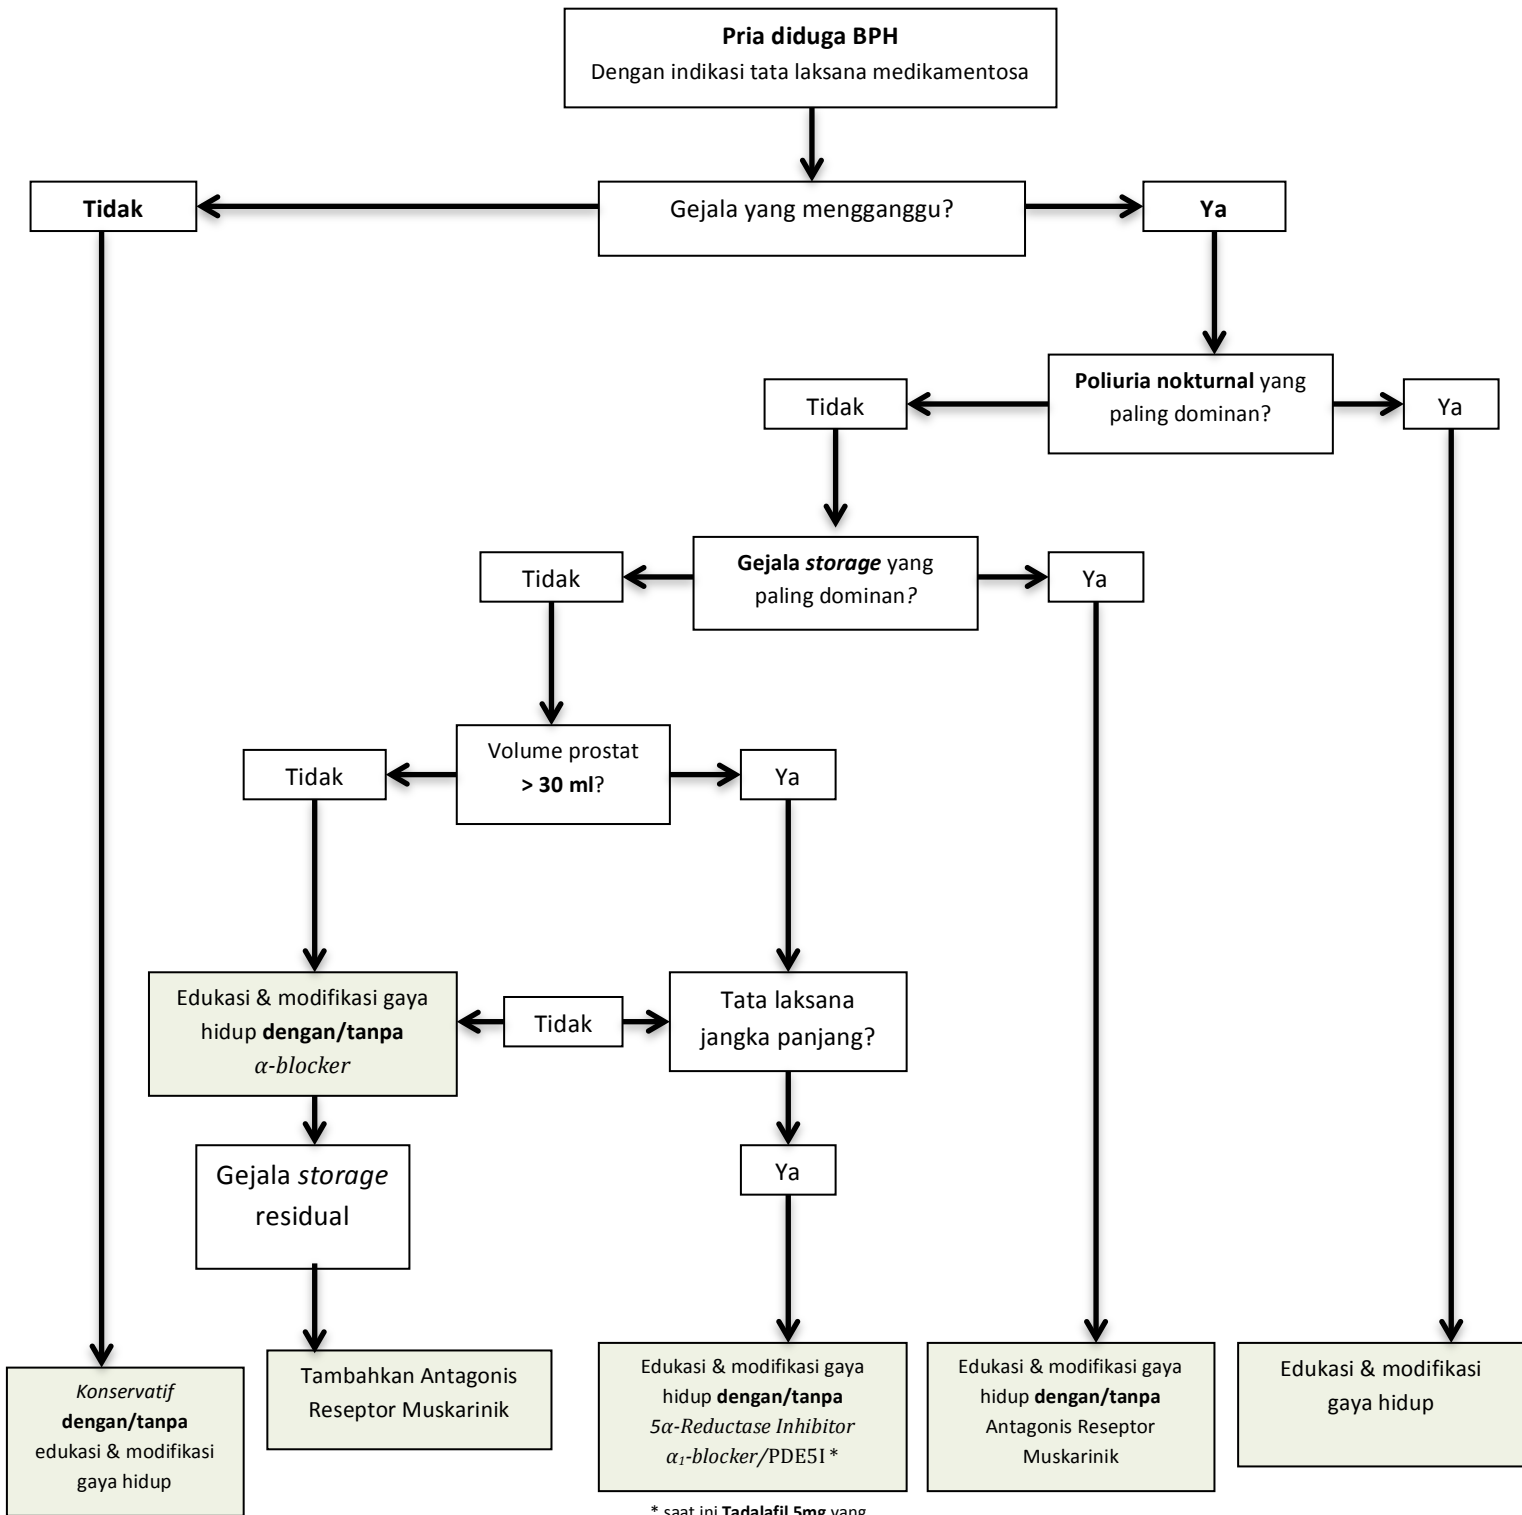 Pria diduga BPH
Dengan indikasi tata laksana medikamentosa
Tidak
Gejala yang mengganggu?
Ya
Poliuria nokturnal yang
paling dominan?
Tidak
Ya
Gejala storage yang
paling dominan?
Tidak
Ya
Volume prostat
> 30 ml?
Tidak
Ya
Edukasi & modifikasi gaya
hidup dengan/tanpa
α-blocker
Tidak
Tata laksana
jangka panjang?
Gejala storage
residual
Ya
Konservatif
dengan/tanpa
edukasi & modifikasi
gaya hidup
Tambahkan Antagonis
Reseptor Muskarinik
Edukasi & modifikasi gaya
hidup dengan/tanpa
5α-Reductase Inhibitor
α₁-blocker/PDE5I *
Edukasi & modifikasi gaya
hidup dengan/tanpa
Antagonis Reseptor
Muskarinik
Edukasi & modifikasi
gaya hidup
* saat ini Tadalafil 5mg yang